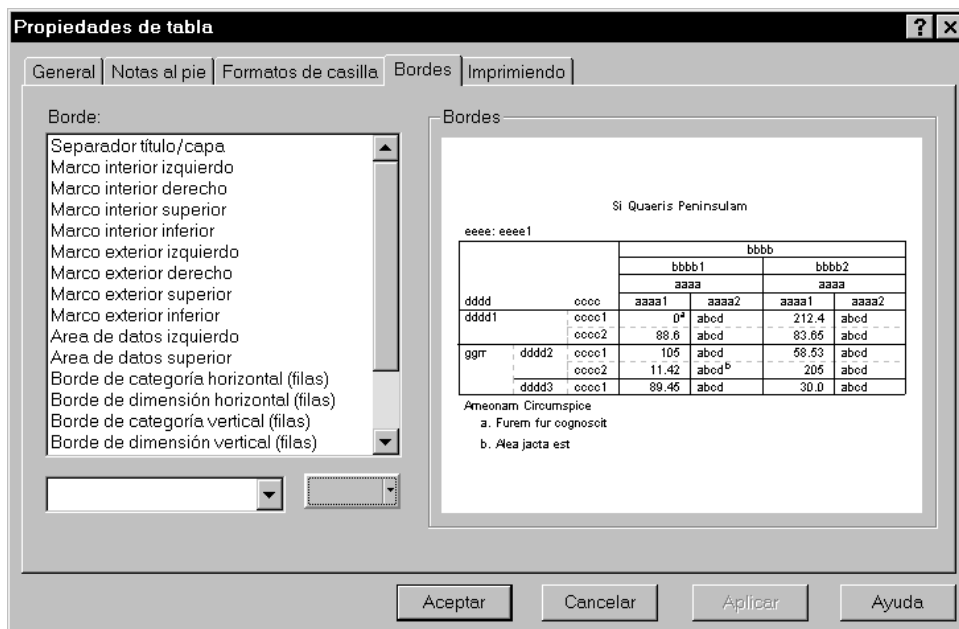 Propiedades de tabla
General
Notas al pie
Formatos de casilla
Bordes
Imprimiendo
Borde:
Separador título/capa
Marco interior izquierdo
Marco interior derecho
Marco interior superior
Marco interior inferior
Marco exterior izquierdo
Marco exterior derecho
Marco exterior superior
Marco exterior inferior
Area de datos izquierdo
Area de datos superior
Borde de categoría horizontal (filas)
Borde de dimensión horizontal (filas)
Borde de categoría vertical (filas)
Borde de dimensión vertical (filas)
Bordes
Si Quaeris Peninsulam
eeee: eeee1
bbbb
bbbb1 bbbb2
aaaa aaaa
dddd cccc aaaa1 aaaa2 aaaa1 aaaa2
dddd1 cccc1 0a abcd 212.4 abcd
cccc2 88.6 abcd 83.65 abcd
ggrr dddd2 cccc1 105 abcd 58.53 abcd
cccc2 11.42 abcdb 205 abcd
dddd3 cccc1 89.45 abcd 30.0 abcd
Ameonam Circumspice
a. Furem fur cognoscit
b. Alea jacta est
Aceptar
Cancelar
Aplicar
Ayuda